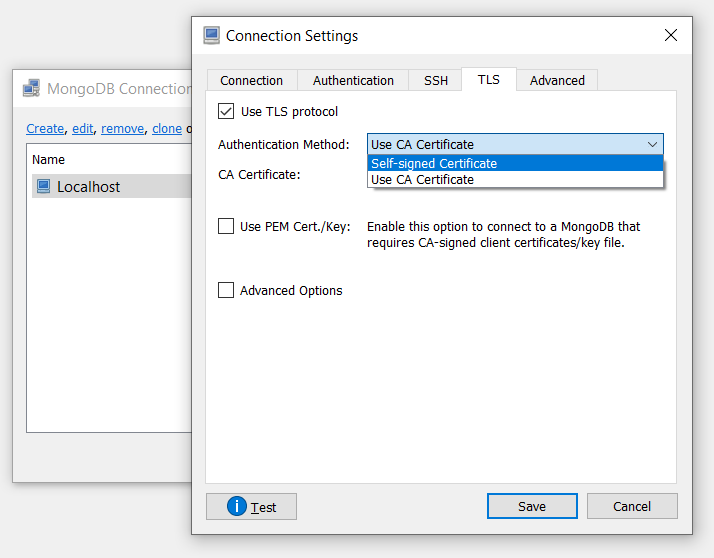 Connection Settings
MongoDB Connection
Connection Authentication SSH TLS Advanced
Create, edit, remove, clone o
Name
Localhost
Use TLS protocol
Authentication Method: Use CA Certificate
Self-signed Certificate
CA Certificate: Use CA Certificate
Use PEM Cert./Key: Enable this option to connect to a MongoDB that
requires CA-signed client certificates/key file.
Advanced Options
Test Save Cancel